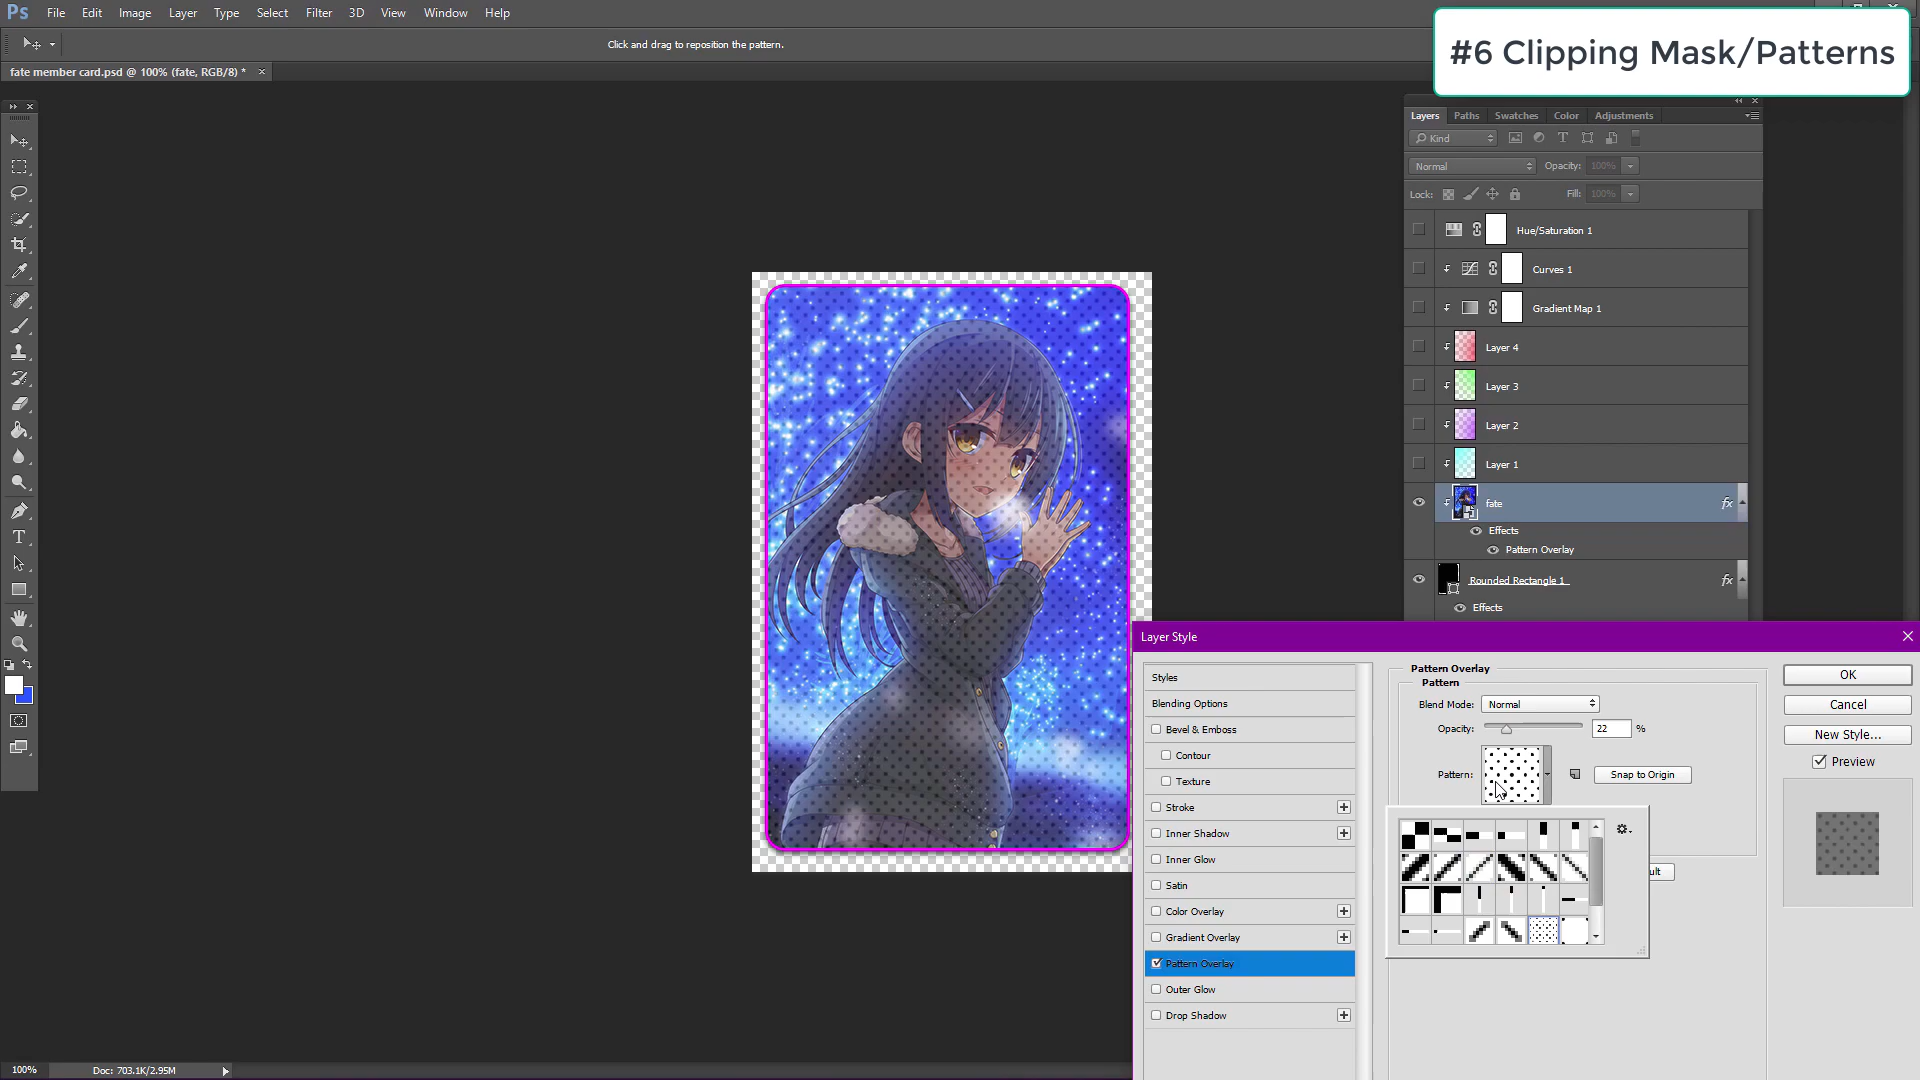 Ps File Edit Image Layer Type Select Filter 3D View Window Help
#6 Clipping Mask/Patterns
Click and drag to reposition the pattern.
fate member card.psd @ 100% (fate, RGB/8) *
Layers Paths Swatches Color Adjustments
Kind
Normal Opacity: 100%
Lock: Fill: 100%
Hue/Saturation 1
Curves 1
Gradient Map 1
Layer 4
Layer 3
Layer 2
Layer 1
fate fx
Effects
Pattern Overlay
Rounded Rectangle 1 fx
Effects
Layer Style
Styles
Blending Options
Bevel & Emboss
Contour
Texture
Stroke
Inner Shadow
Inner Glow
Satin
Color Overlay
Gradient Overlay
Pattern Overlay
Outer Glow
Drop Shadow
Pattern Overlay
Pattern
Blend Mode: Normal
Opacity: 22 %
Pattern: Snap to Origin
ult
OK
Cancel
New Style...
Preview
100% Doc: 703.1K/2.95M